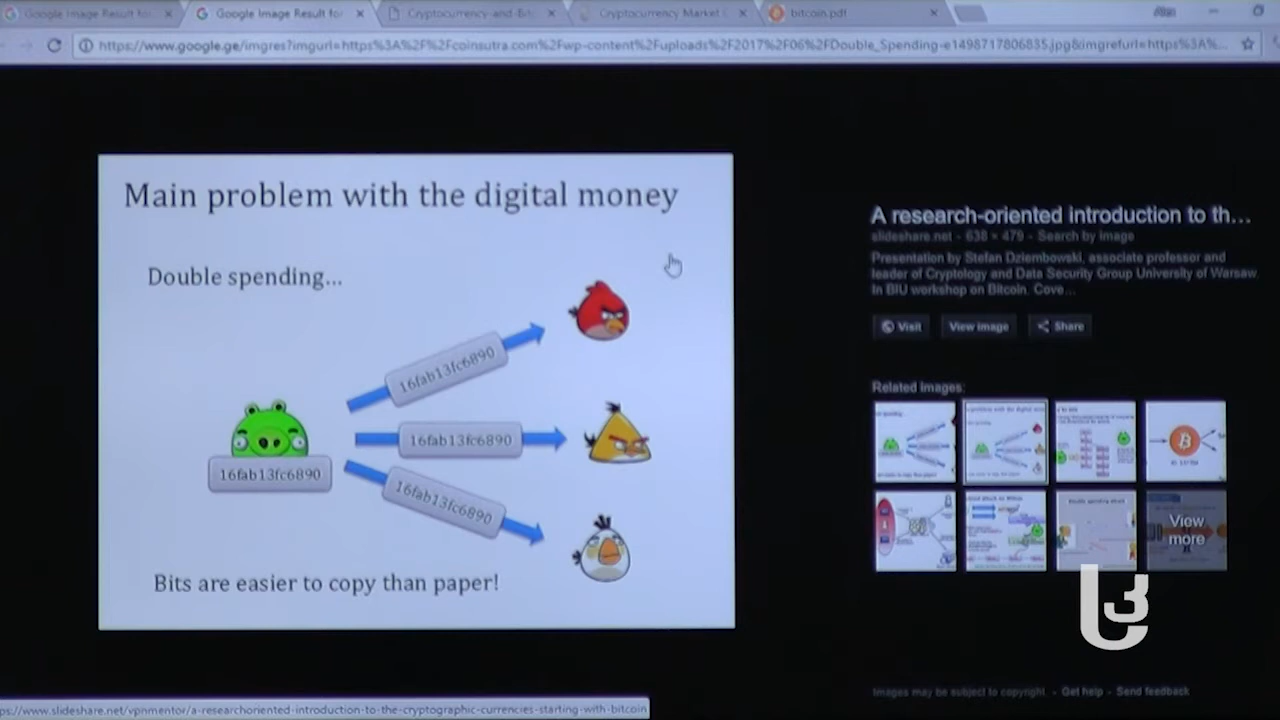 Google Image Result for
Google Image Result for
Cryptocurrency-and-Bit
Cryptocurrency Market
bitcoin.pdf
https://www.google.ge/imgres?imgurl=https%3A%2F%2Fcoinsutra.com%2Fwp-content%2Fuploads%2F2017%2F06%2FDouble_Spending-e1498717806835.jpg&imgrefurl=https%3A%...
Main problem with the digital money
Double spending...
16fab13fc6890
16fab13fc6890
16fab13fc6890
16fab13fc6890
Bits are easier to copy than paper!
A research-oriented introduction to th...
slideshare.net - 638 × 479 - Search by image
Presentation by Stefan Dziembowski, associate professor and
leader of Cryptology and Data Security Group University of Warsaw
In BIU workshop on Bitcoin. Cove...
Visit
View image
Share
Related images:
View
more
Images may be subject to copyright. - Get help - Send feedback
ps://www.slideshare.net/vpnmentor/a-researchoriented-introduction-to-the-cryptographic-currencies-starting-with-bitcoin